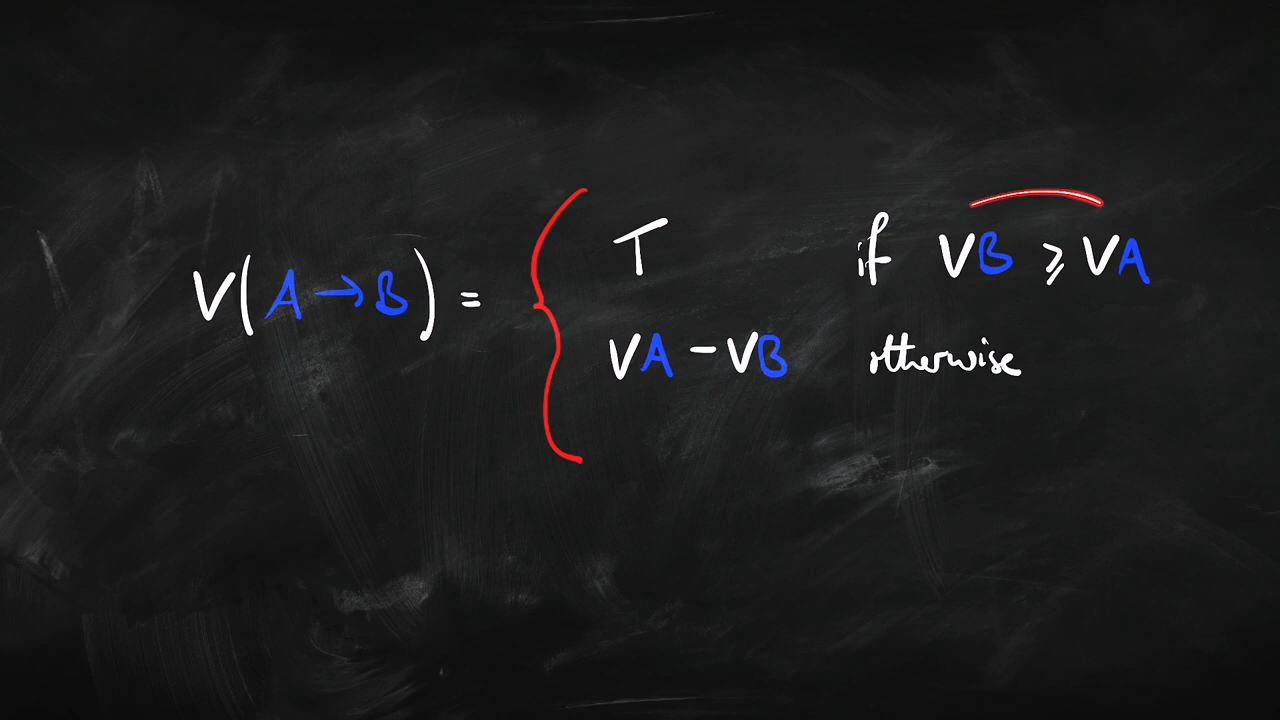 V(A→B) = { T if VB ⩾ VA
VA − VB otherwise